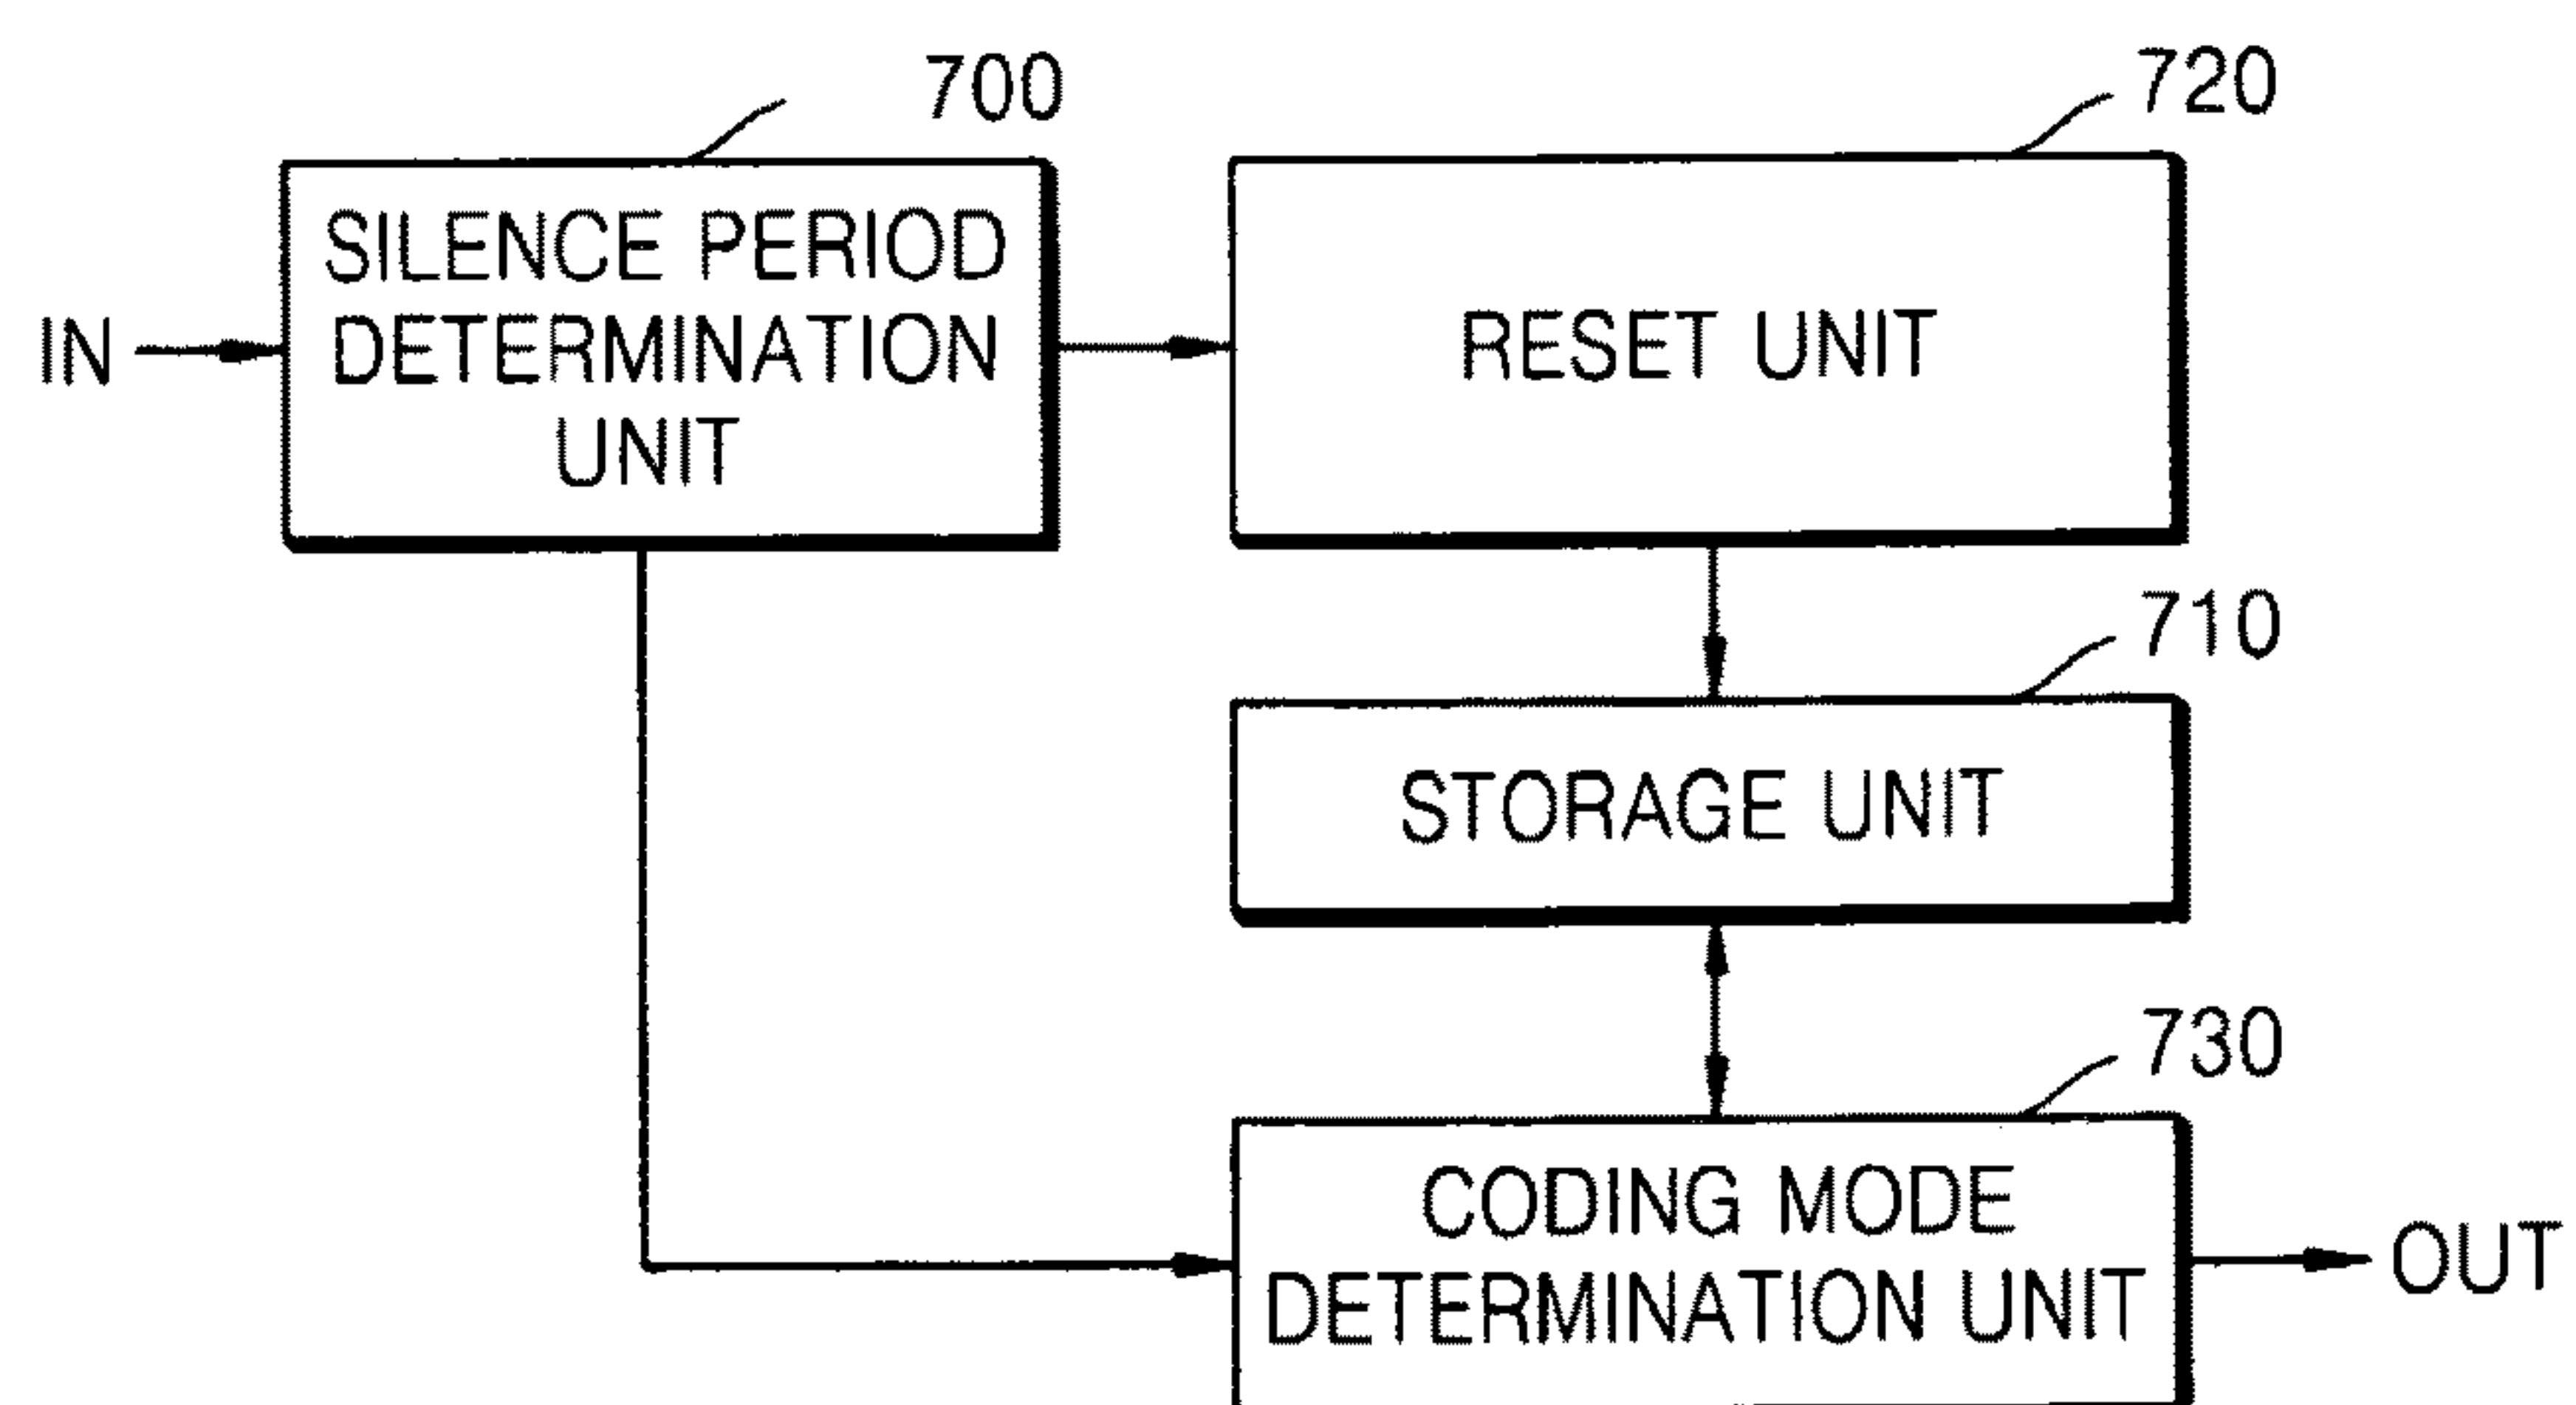 700
720
SILENCE PERIOD
DETERMINATION
UNIT
IN
RESET UNIT
710
STORAGE UNIT
730
CODING MODE
DETERMINATION UNIT
OUT